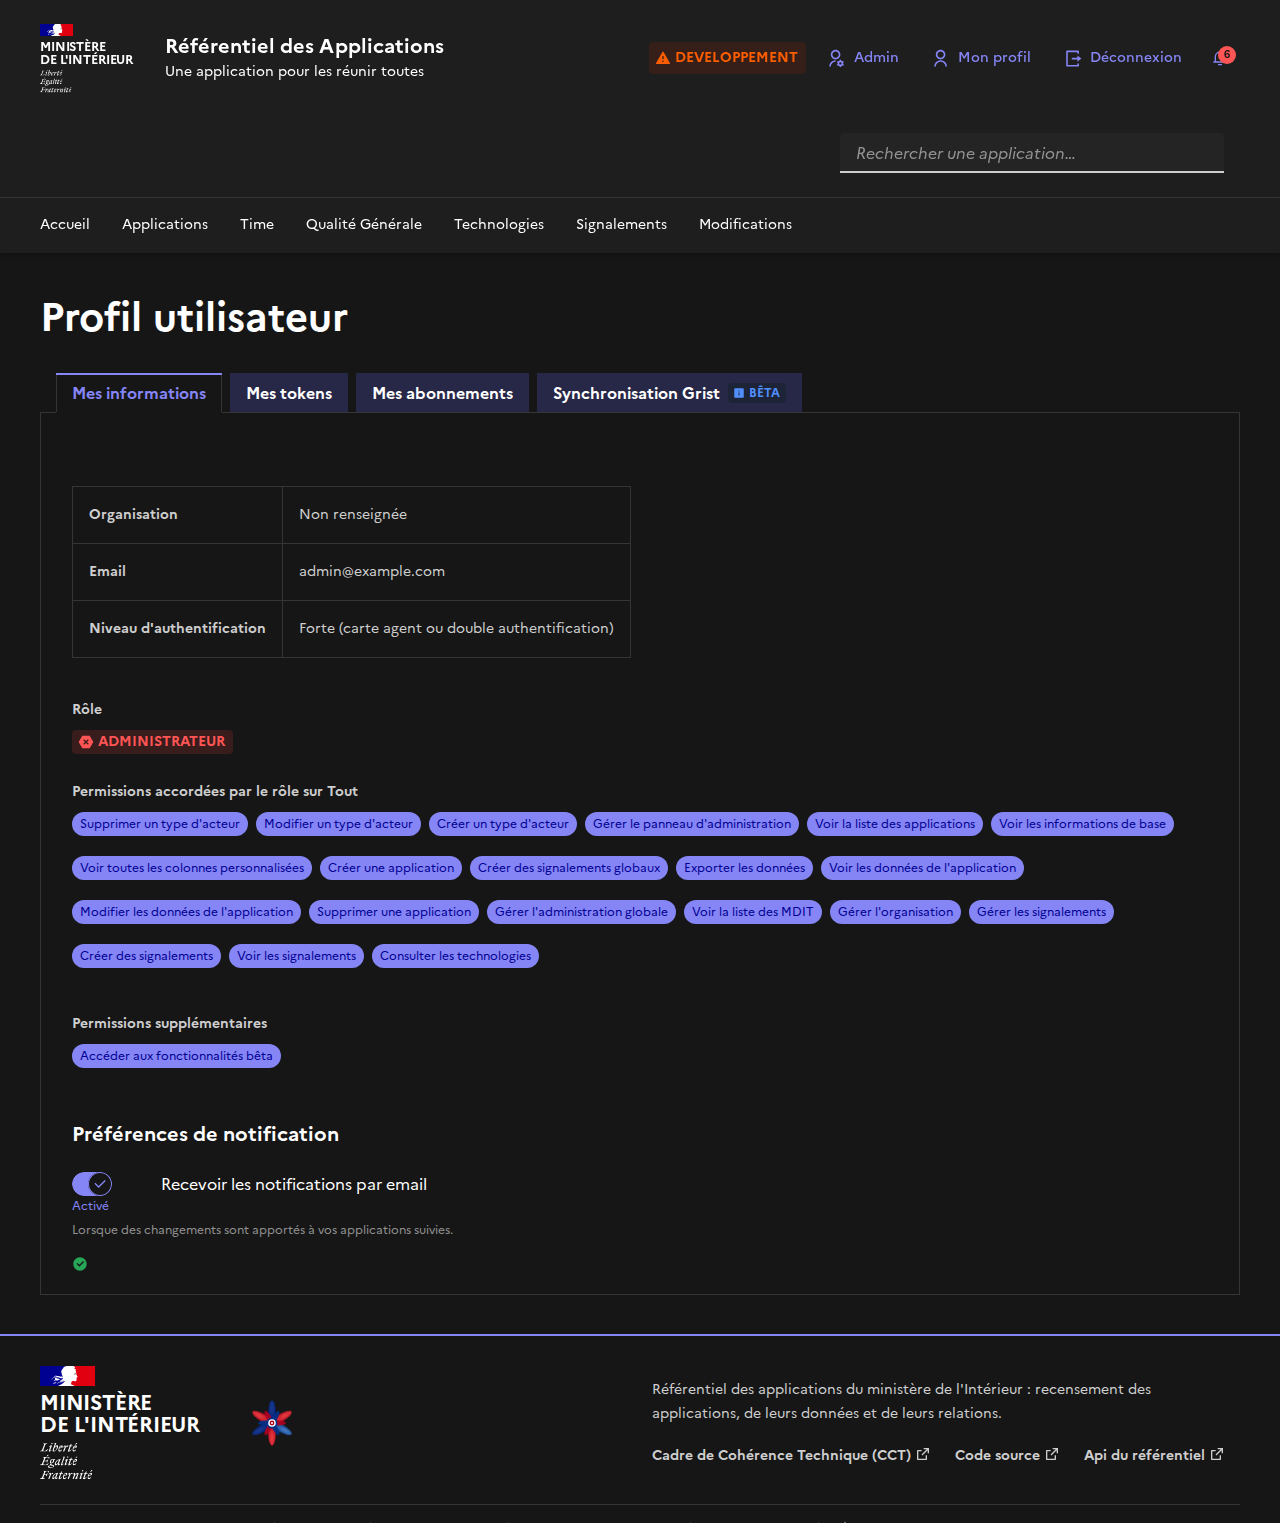 MINISTÈRE
DE L'INTÉRIEUR
Liberté
Égalité
Fraternité
Référentiel des Applications
Une application pour les réunir toutes
DEVELOPPEMENT
Admin
Mon profil
Déconnexion
6
Rechercher une application...
Accueil
Applications
Time
Qualité Générale
Technologies
Signalements
Modifications
Profil utilisateur
Mes informations
Mes tokens
Mes abonnements
Synchronisation Grist
BÊTA
Organisation
Non renseignée
Email
admin@example.com
Niveau d'authentification
Forte (carte agent ou double authentification)
Rôle
ADMINISTRATEUR
Permissions accordées par le rôle sur Tout
Supprimer un type d'acteur
Modifier un type d'acteur
Créer un type d'acteur
Gérer le panneau d'administration
Voir la liste des applications
Voir les informations de base
Voir toutes les colonnes personnalisées
Créer une application
Créer des signalements globaux
Exporter les données
Voir les données de l'application
Modifier les données de l'application
Supprimer une application
Gérer l'administration globale
Voir la liste des MDIT
Gérer l'organisation
Gérer les signalements
Créer des signalements
Voir les signalements
Consulter les technologies
Permissions supplémentaires
Accéder aux fonctionnalités bêta
Préférences de notification
Recevoir les notifications par email
Activé
Lorsque des changements sont apportés à vos applications suivies.
MINISTÈRE
DE L'INTÉRIEUR
Liberté
Égalité
Fraternité
Référentiel des applications du ministère de l'Intérieur : recensement des
applications, de leurs données et de leurs relations.
Cadre de Cohérence Technique (CCT)
Code source
Api du référentiel